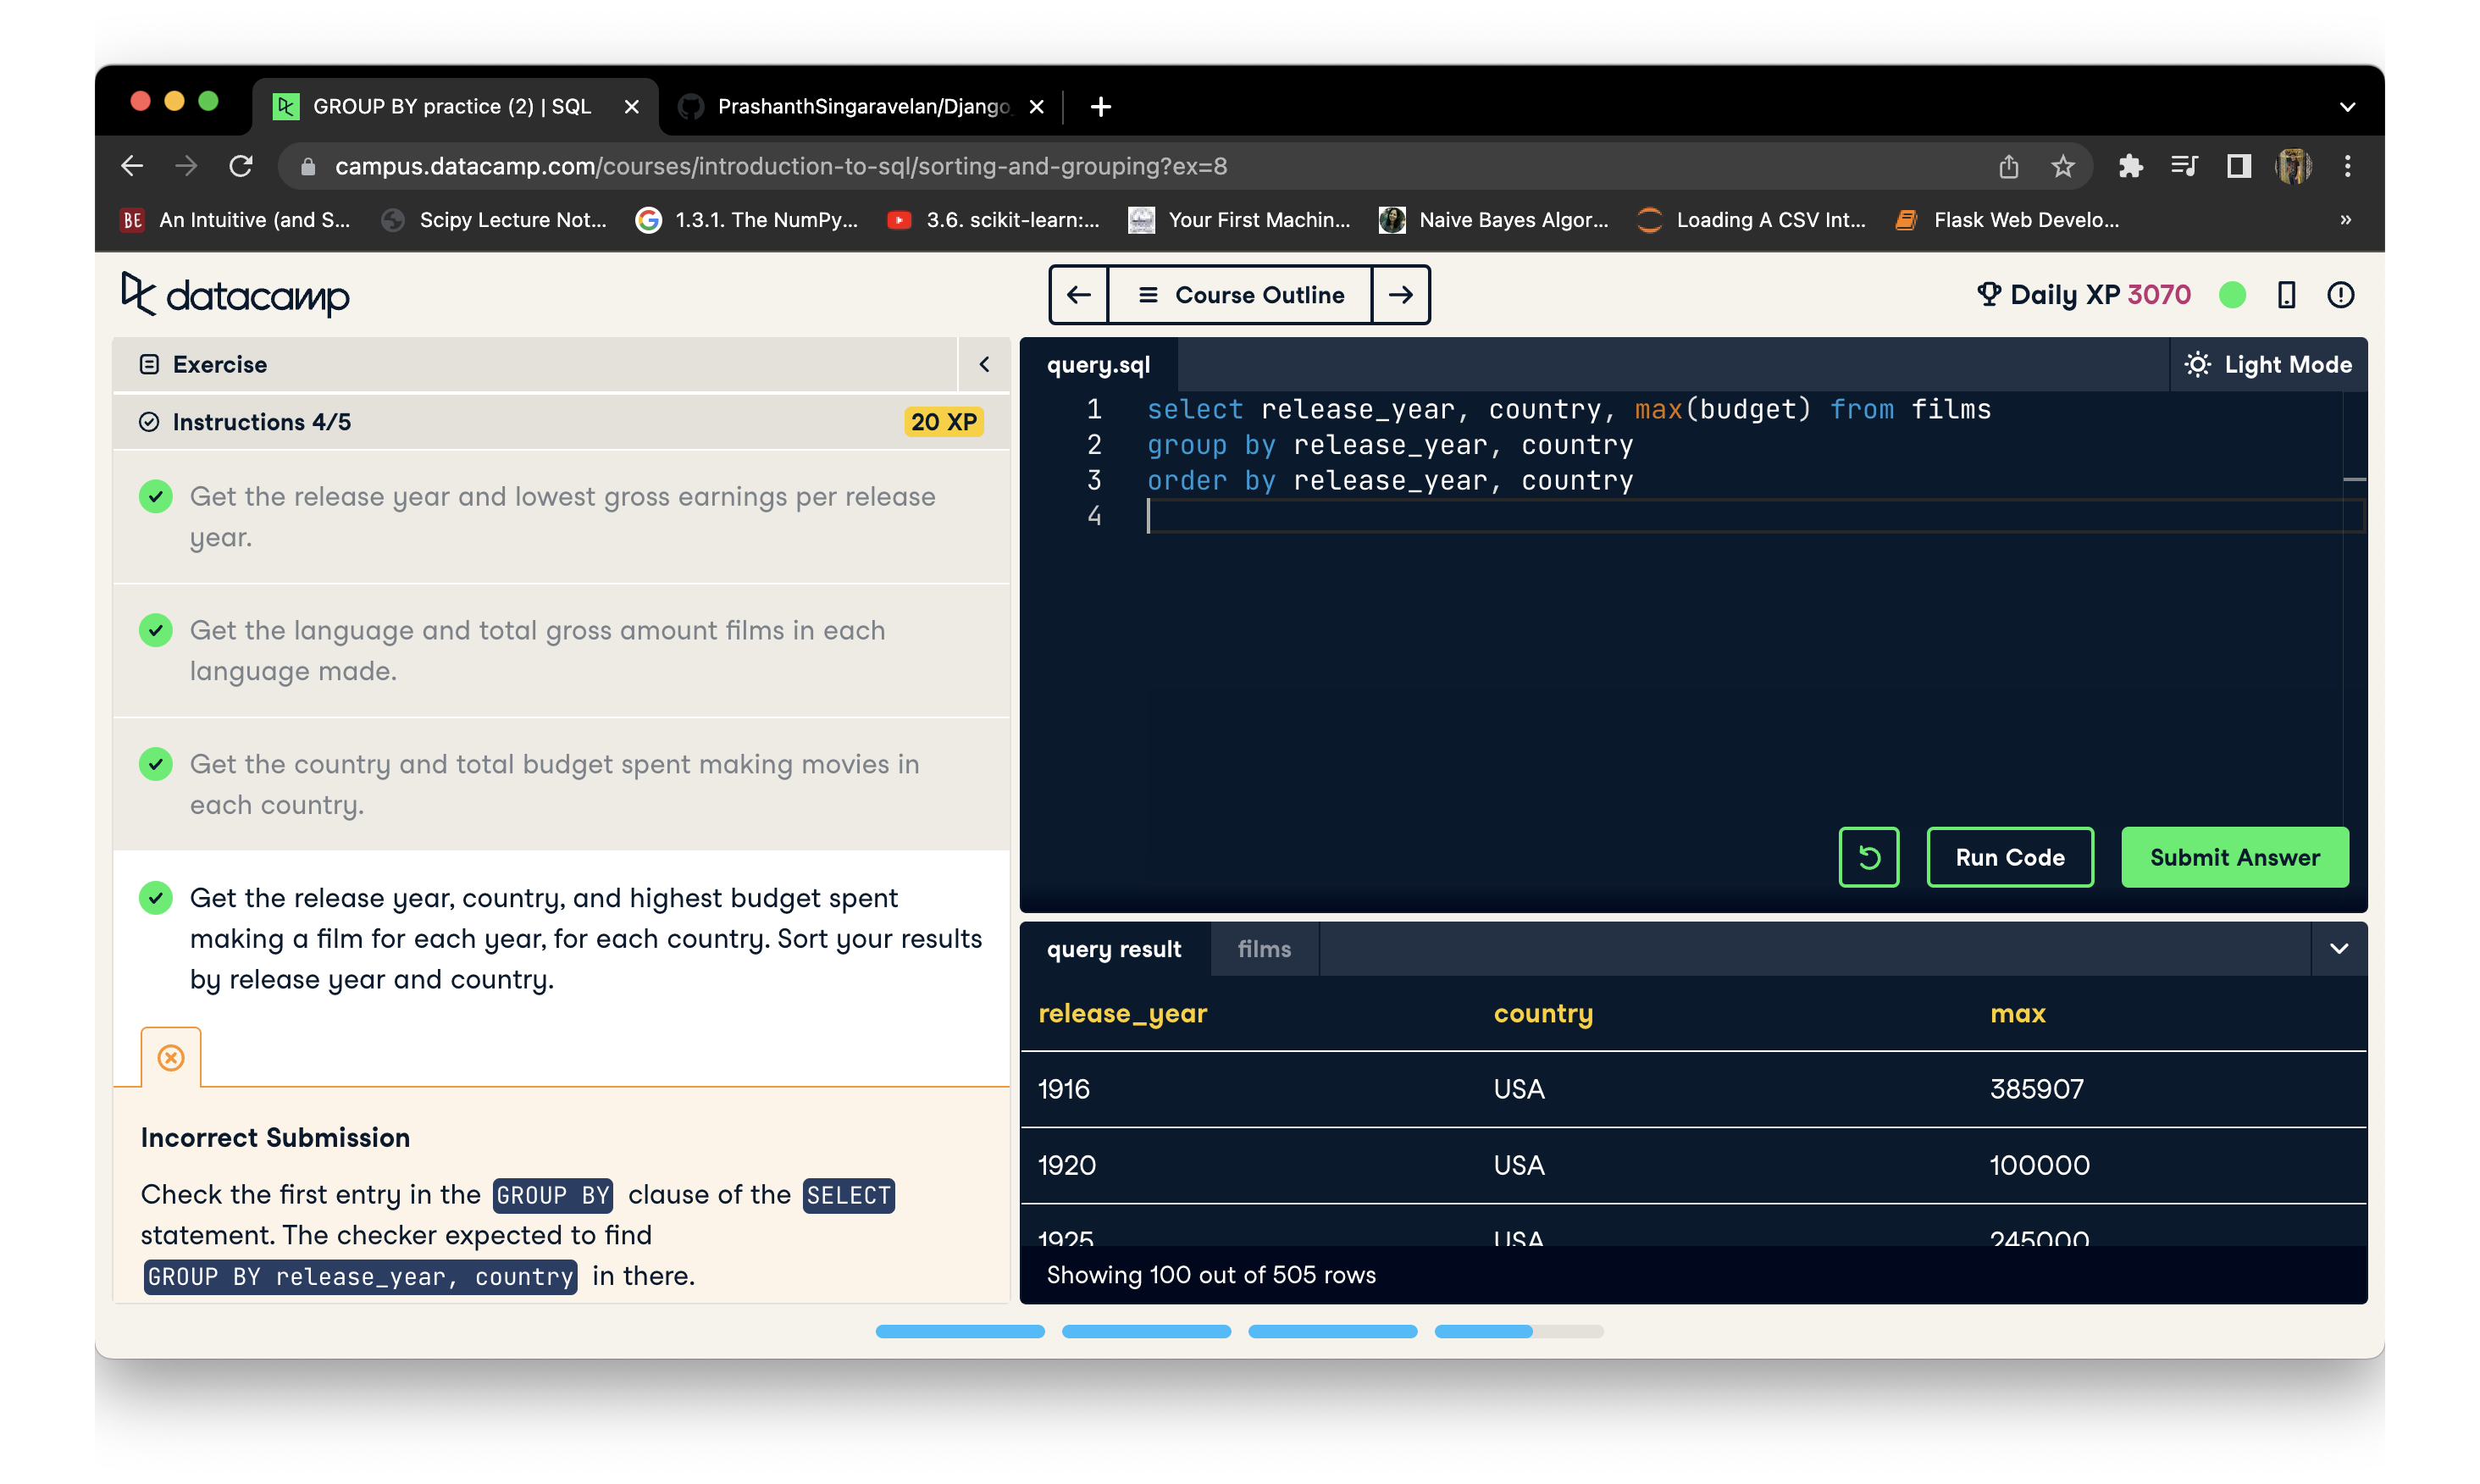 GROUP BY practice (2) | SQL
PrashanthSingaravelan/Django_
campus.datacamp.com/courses/introduction-to-sql/sorting-and-grouping?ex=8
BE An Intuitive (and S... Scipy Lecture Not... 1.3.1. The NumPy... 3.6. scikit-learn:... Your First Machin... Naive Bayes Algor... Loading A CSV Int... Flask Web Develo... »
datacamp
Course Outline
Daily XP 3070
Exercise
Instructions 4/5
20 XP
Get the release year and lowest gross earnings per release
year.
Get the language and total gross amount films in each
language made.
Get the country and total budget spent making movies in
each country.
Get the release year, country, and highest budget spent
making a film for each year, for each country. Sort your results
by release year and country.
Incorrect Submission
Check the first entry in the GROUP BY clause of the SELECT
statement. The checker expected to find
GROUP BY release_year, country in there.
query.sql
Light Mode
1 select release_year, country, max(budget) from films
2 group by release_year, country
3 order by release_year, country
4
Run Code
Submit Answer
query result
films
release_year country max
1916 USA 385907
1920 USA 100000
1925 USA 245000
Showing 100 out of 505 rows